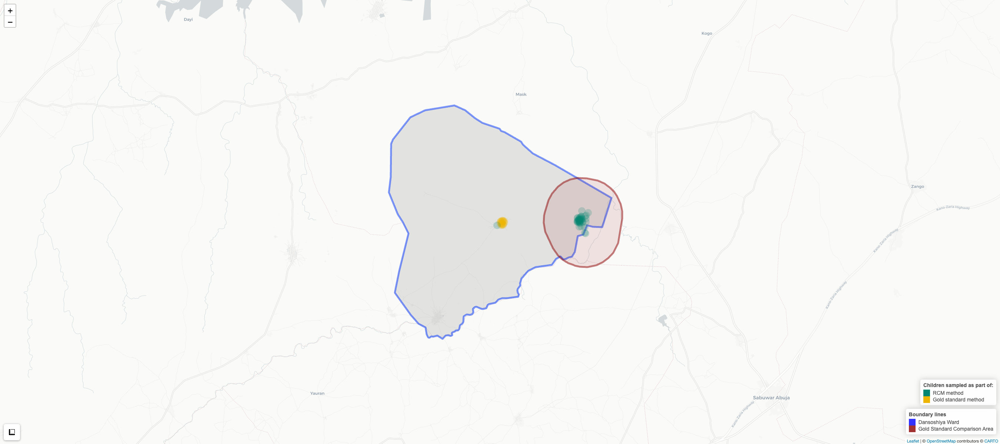 +
−
Dayi
Kogo
Mask
Zango
Kano-Zaria Highway
Kano-Zaria Highway
Kano-Zaria Highway
Yauran
Sabuwar Abuja
Kano-Zaria Highway
Children sampled as part of:
RCM method
Gold standard method
Boundary lines
Dansoshiya Ward
Gold Standard Comparison Area
Leaflet | © OpenStreetMap contributors © CARTO